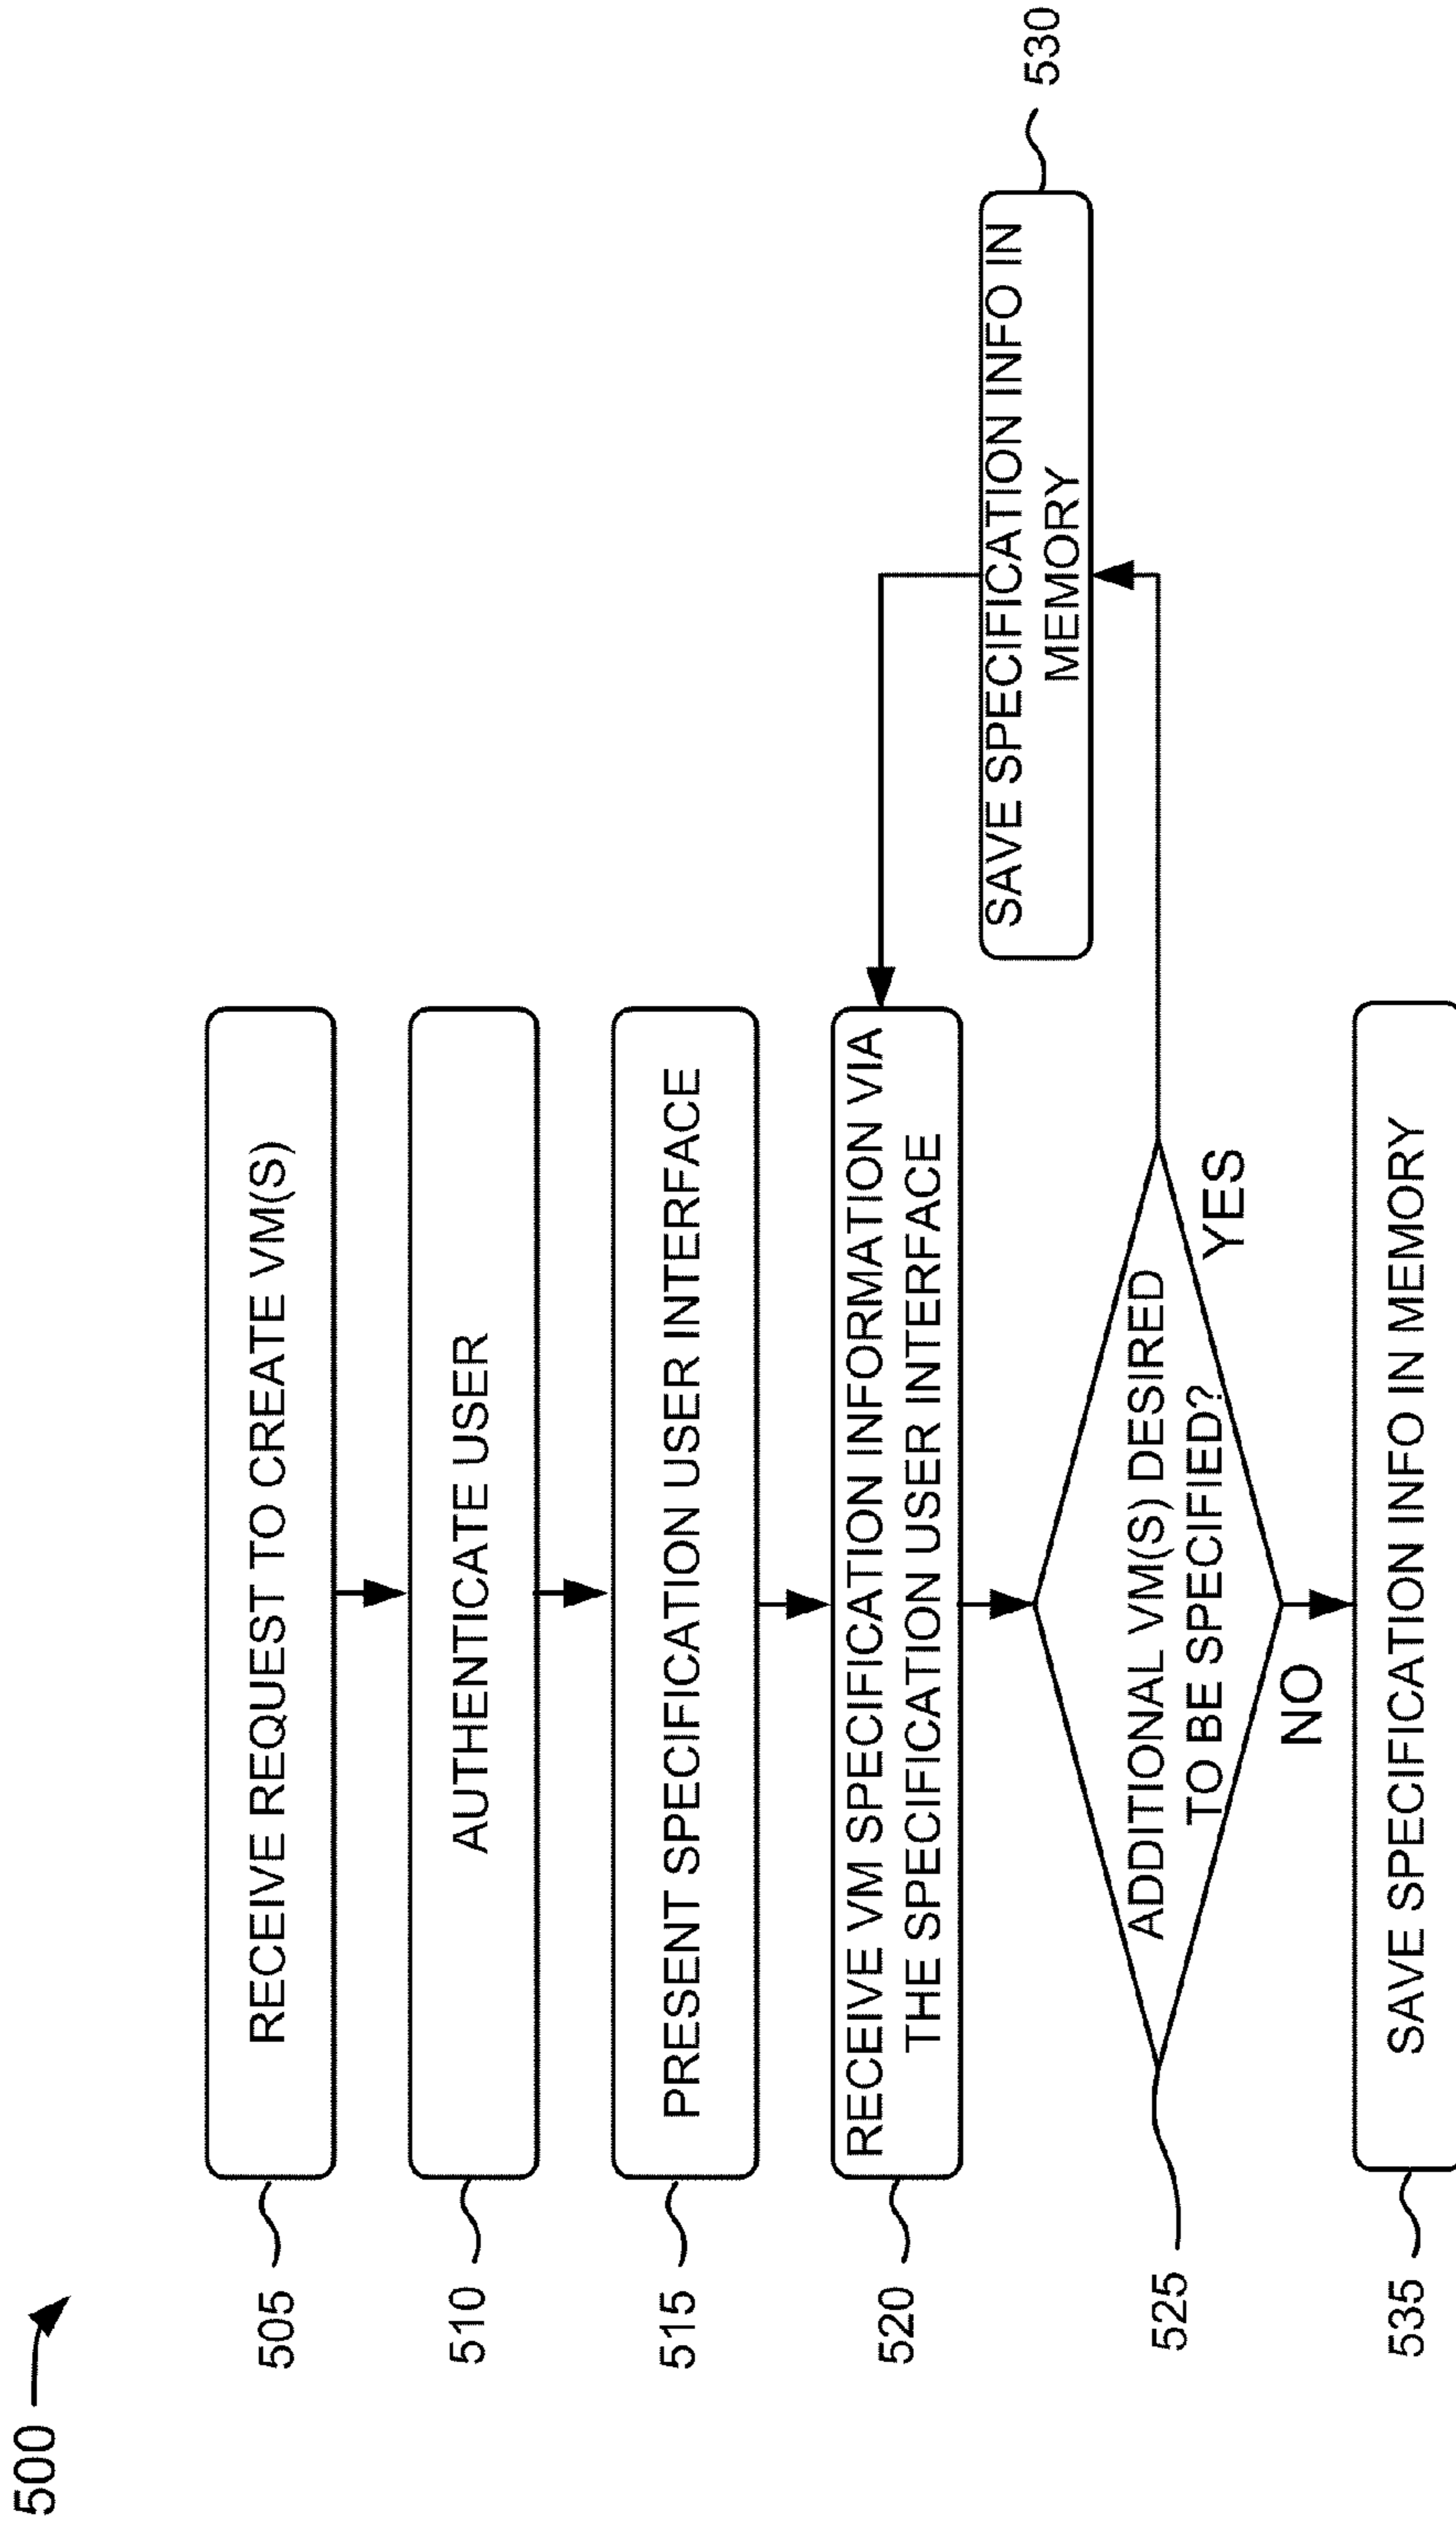 500
505
RECEIVE REQUEST TO CREATE VM(S)
510
AUTHENTICATE USER
515
PRESENT SPECIFICATION USER INTERFACE
520
RECEIVE VM SPECIFICATION INFORMATION VIA
THE SPECIFICATION USER INTERFACE
525
ADDITIONAL VM(S) DESIRED
TO BE SPECIFIED?
YES
NO
SAVE SPECIFICATION INFO IN
MEMORY
530
535
SAVE SPECIFICATION INFO IN MEMORY